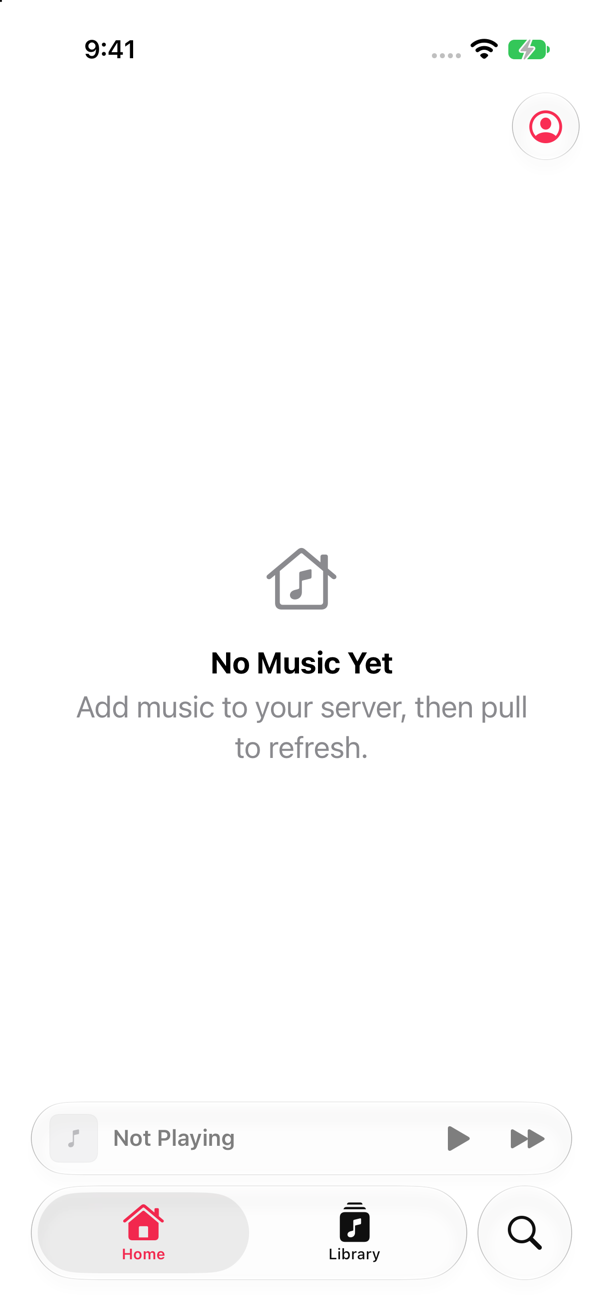 9:41
No Music Yet
Add music to your server, then pull
to refresh.
Not Playing
Home
Library